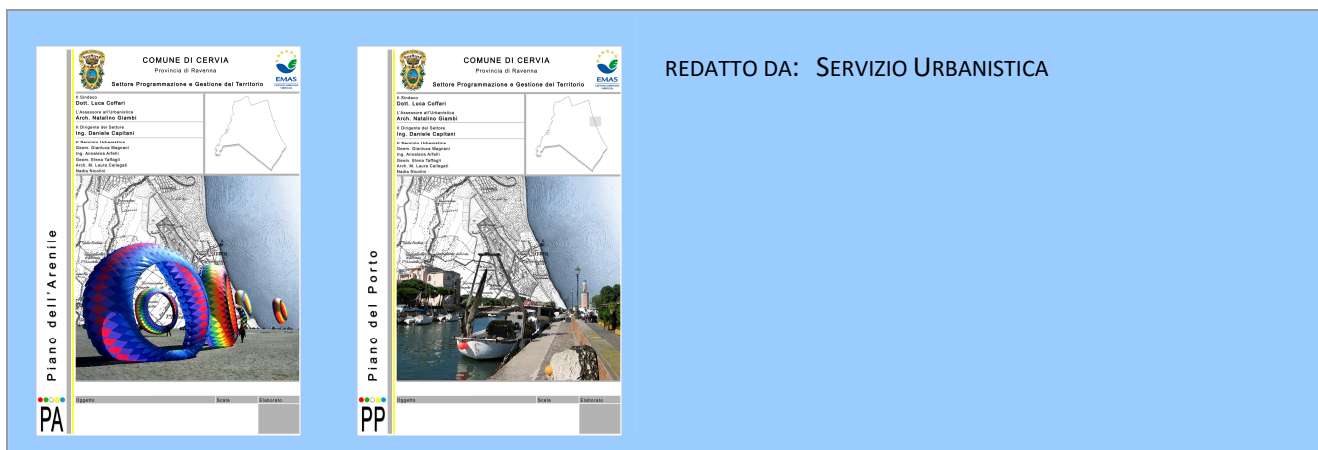 COMUNE DI CERVIA
Provincia di Ravenna
Settore Programmazione e Gestione del Territorio
EMAS
Il Sindaco
Dott. Luca Coffari
L'Assessore all'Urbanistica
Arch. Natalino Giambi
Il Dirigente del Settore
Ing. Daniele Capitani
Il Servizio Urbanistica
Geom. Gianluca Magnani
Ing. Annalena Arfelli
Geom. Elena Taffagli
Arch. M. Laura Callegati
Nadia Nicolini
Piano dell'Arenile
Oggetto Scala Elaborato
PA
COMUNE DI CERVIA
Provincia di Ravenna
Settore Programmazione e Gestione del Territorio
EMAS
Il Sindaco
Dott. Luca Coffari
L'Assessore all'Urbanistica
Arch. Natalino Giambi
Il Dirigente del Settore
Ing. Daniele Capitani
Il Servizio Urbanistica
Geom. Gianluca Magnani
Ing. Annalena Arfelli
Geom. Elena Taffagli
Arch. M. Laura Callegati
Nadia Nicolini
Piano del Porto
Oggetto Scala Elaborato
PP
REDATTO DA: SERVIZIO URBANISTICA